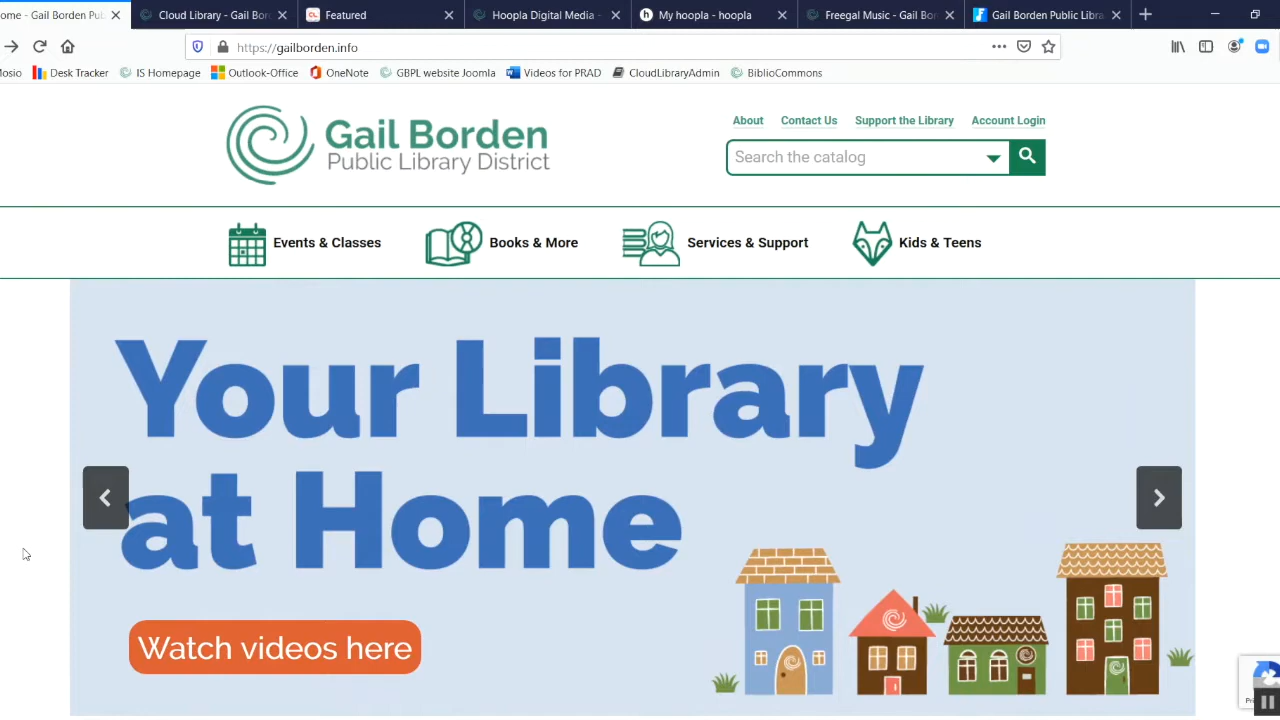 ome - Gail Borden Pub
Cloud Library - Gail Bor
Featured
Hoopla Digital Media -
My hoopla - hoopla
Freegal Music - Gail Bor
Gail Borden Public Libra
https://gailborden.info
osio
Desk Tracker
IS Homepage
Outlook-Office
OneNote
GBPL website Joomla
Videos for PRAD
CloudLibraryAdmin
BiblioCommons
Gail Borden
Public Library District
About
Contact Us
Support the Library
Account Login
Search the catalog
Events & Classes
Books & More
Services & Support
Kids & Teens
Your Library
at Home
Watch videos here